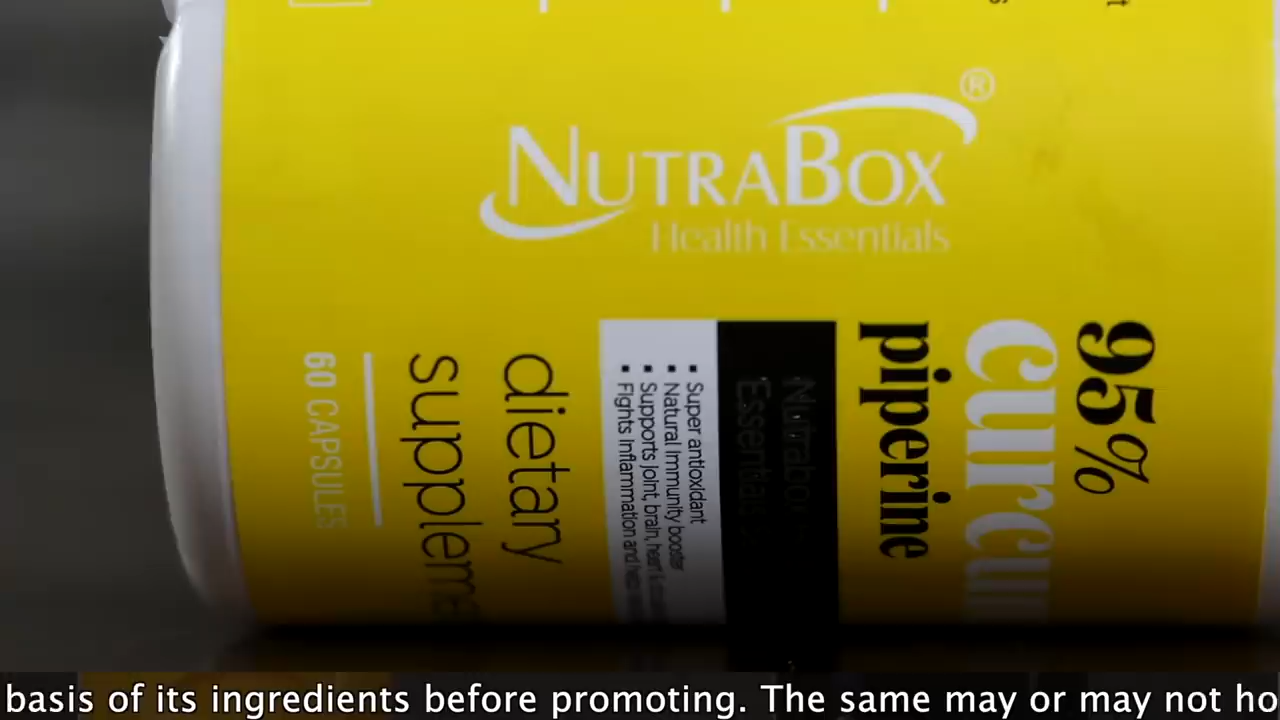 NUTRABOX®
Health Essentials
95%
piperine
Super antioxidant
Natural immunity booster
Supports joint, brain, heart
Fights inflammation and
dietary
60 CAPSULES
basis of its ingredients before promoting. The same may or may not ho